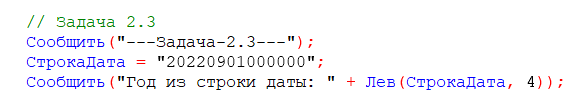 // Задача 2.3
Сообщить("---Задача-2.3---");
СтрокаДата = "20220901000000";
Сообщить("Год из строки даты: " + Лев(СтрокаДата, 4));